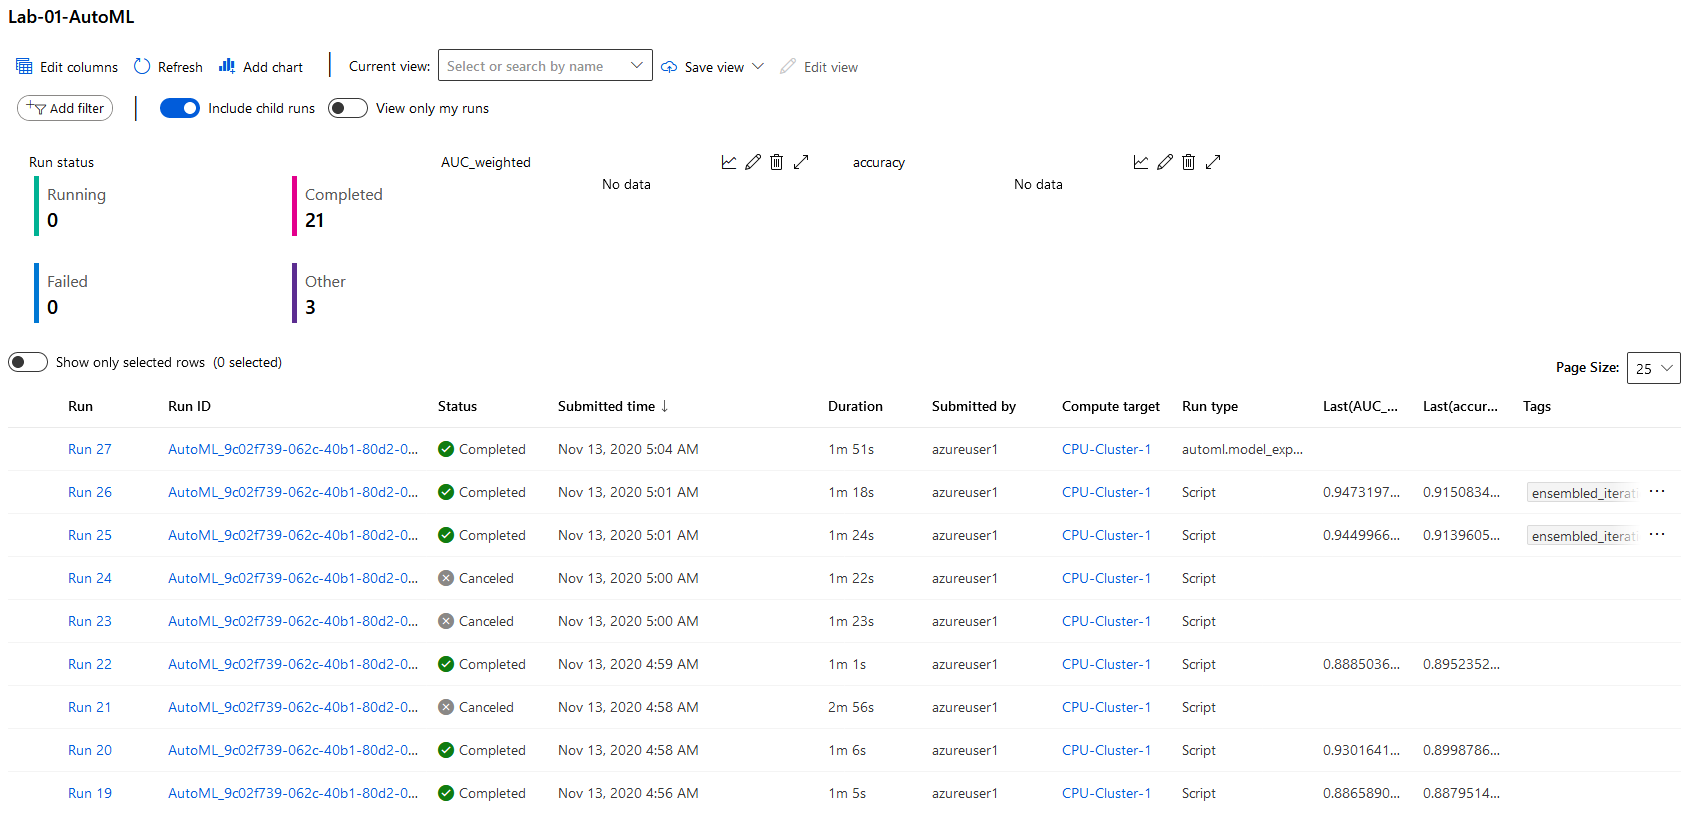 Lab-01-AutoML
Edit columns Refresh Add chart Current view: Select or search by name Save view Edit view
Add filter Include child runs View only my runs
Run status AUC_weighted accuracy
No data No data
Running Completed
0 21
Failed Other
0 3
Show only selected rows (0 selected)
Page Size: 25
Run Run ID Status Submitted time ↓ Duration Submitted by Compute target Run type Last(AUC_... Last(accur... Tags
Run 27 AutoML_9c02f739-062c-40b1-80d2-0... Completed Nov 13, 2020 5:04 AM 1m 51s azureuser1 CPU-Cluster-1 automl.model_exp...
Run 26 AutoML_9c02f739-062c-40b1-80d2-0... Completed Nov 13, 2020 5:01 AM 1m 18s azureuser1 CPU-Cluster-1 Script 0.9473197... 0.9150834... ensembled_iterati ...
Run 25 AutoML_9c02f739-062c-40b1-80d2-0... Completed Nov 13, 2020 5:01 AM 1m 24s azureuser1 CPU-Cluster-1 Script 0.9449966... 0.9139605... ensembled_iterati ...
Run 24 AutoML_9c02f739-062c-40b1-80d2-0... Canceled Nov 13, 2020 5:00 AM 1m 22s azureuser1 CPU-Cluster-1 Script
Run 23 AutoML_9c02f739-062c-40b1-80d2-0... Canceled Nov 13, 2020 5:00 AM 1m 23s azureuser1 CPU-Cluster-1 Script
Run 22 AutoML_9c02f739-062c-40b1-80d2-0... Completed Nov 13, 2020 4:59 AM 1m 1s azureuser1 CPU-Cluster-1 Script 0.8885036... 0.8952352...
Run 21 AutoML_9c02f739-062c-40b1-80d2-0... Canceled Nov 13, 2020 4:58 AM 2m 56s azureuser1 CPU-Cluster-1 Script
Run 20 AutoML_9c02f739-062c-40b1-80d2-0... Completed Nov 13, 2020 4:58 AM 1m 6s azureuser1 CPU-Cluster-1 Script 0.9301641... 0.8998786...
Run 19 AutoML_9c02f739-062c-40b1-80d2-0... Completed Nov 13, 2020 4:56 AM 1m 5s azureuser1 CPU-Cluster-1 Script 0.8865890... 0.8879514...